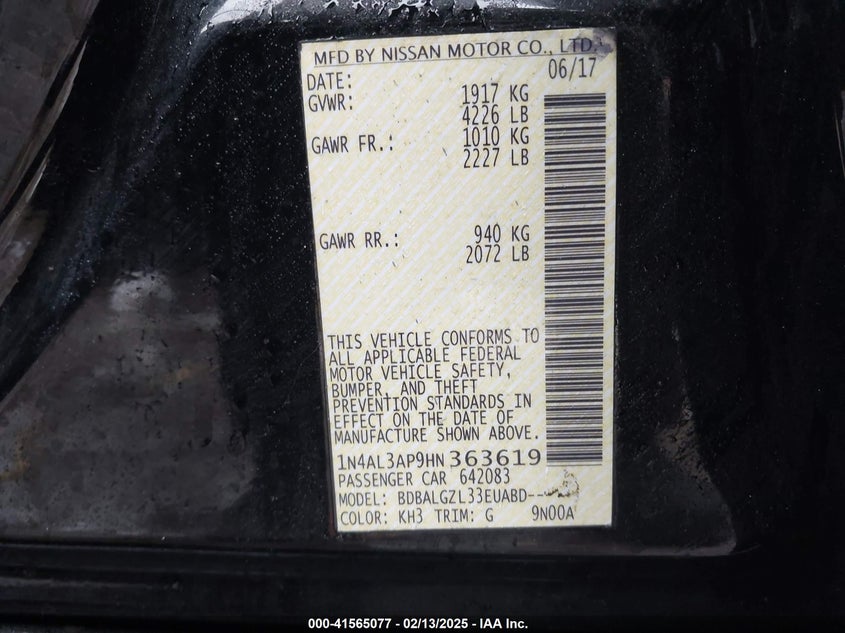 MFD BY NISSAN MOTOR CO., LTD.
DATE: 06/17
GVWR: 1917 KG
4226 LB
GAWR FR.: 1010 KG
2227 LB
GAWR RR.: 940 KG
2072 LB
THIS VEHICLE CONFORMS TO
ALL APPLICABLE FEDERAL
MOTOR VEHICLE SAFETY,
BUMPER, AND THEFT
PREVENTION STANDARDS IN
EFFECT ON THE DATE OF
MANUFACTURE SHOWN ABOVE.
1N4AL3AP9HN363619
PASSENGER CAR 642083
MODEL: BDBALGZL33EUABD---
COLOR: KH3 TRIM: G 9N00A
000-41565077 - 02/13/2025 - IAA Inc.